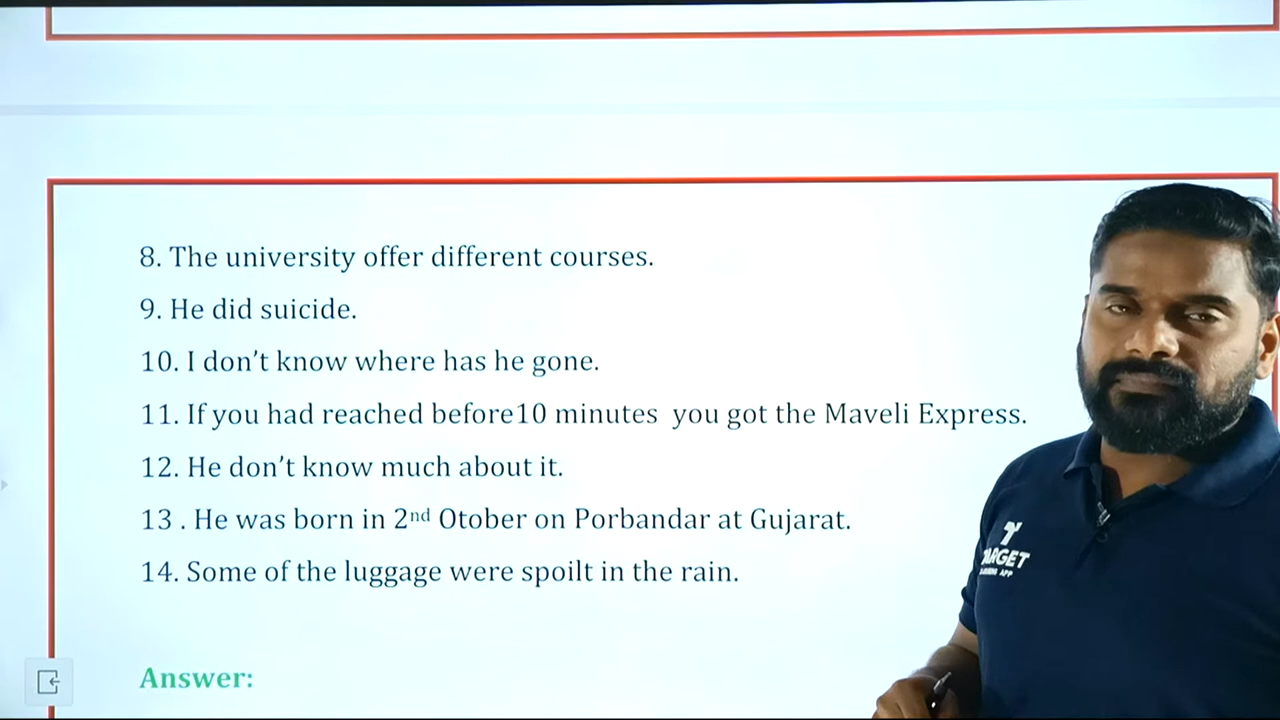 8. The university offer different courses.
9. He did suicide.
10. I don't know where has he gone.
11. If you had reached before10 minutes  you got the Maveli Express.
12. He don't know much about it.
13 . He was born in 2nd Otober on Porbandar at Gujarat.
14. Some of the luggage were spoilt in the rain.
Answer:
TARGET
APP